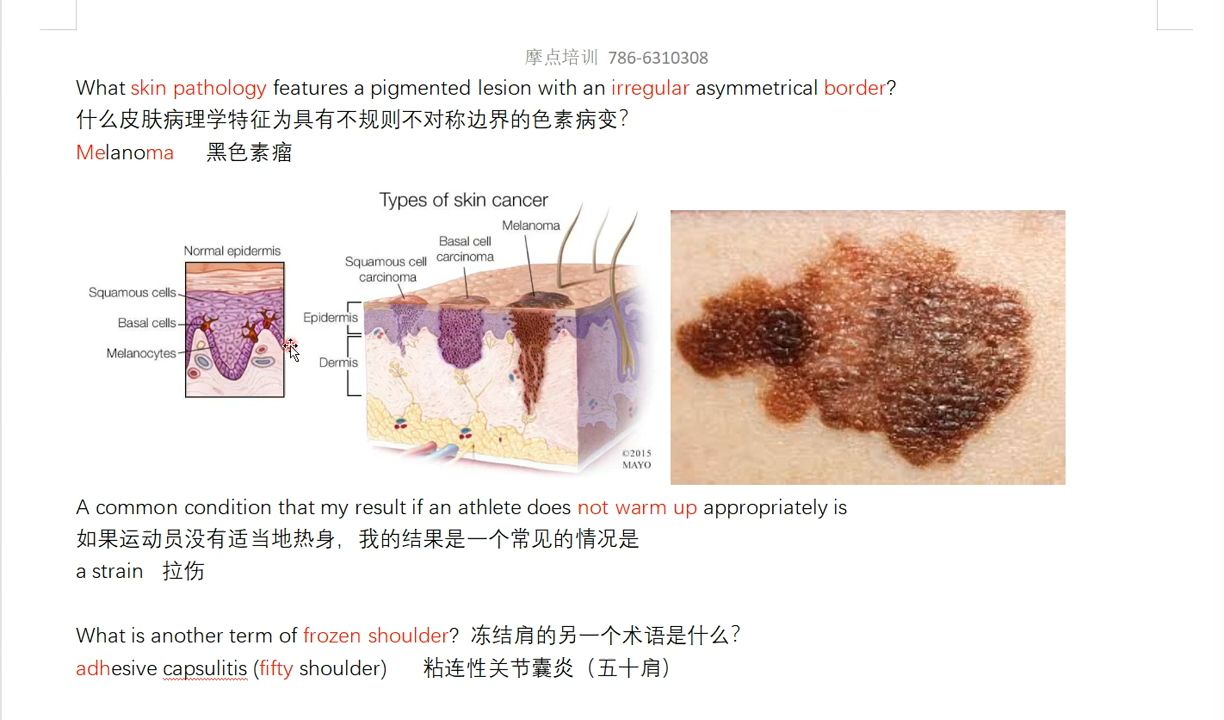 摩点培训 786-6310308
What skin pathology features a pigmented lesion with an irregular asymmetrical border?
什么皮肤病理学特征为具有不规则不对称边界的色素病变?
Melanoma 黑色素瘤
Types of skin cancer
Melanoma
Basal cell
carcinoma
Squamous cell
carcinoma
Normal epidermis
Squamous cells
Basal cells
Melanocytes
Epidermis
Dermis
©2015
MAYO
A common condition that my result if an athlete does not warm up appropriately is
如果运动员没有适当地热身，我的结果是一个常见的情况是
a strain 拉伤
What is another term of frozen shoulder? 冻结肩的另一个术语是什么?
adhesive capsulitis (fifty shoulder) 粘连性关节囊炎（五十肩）